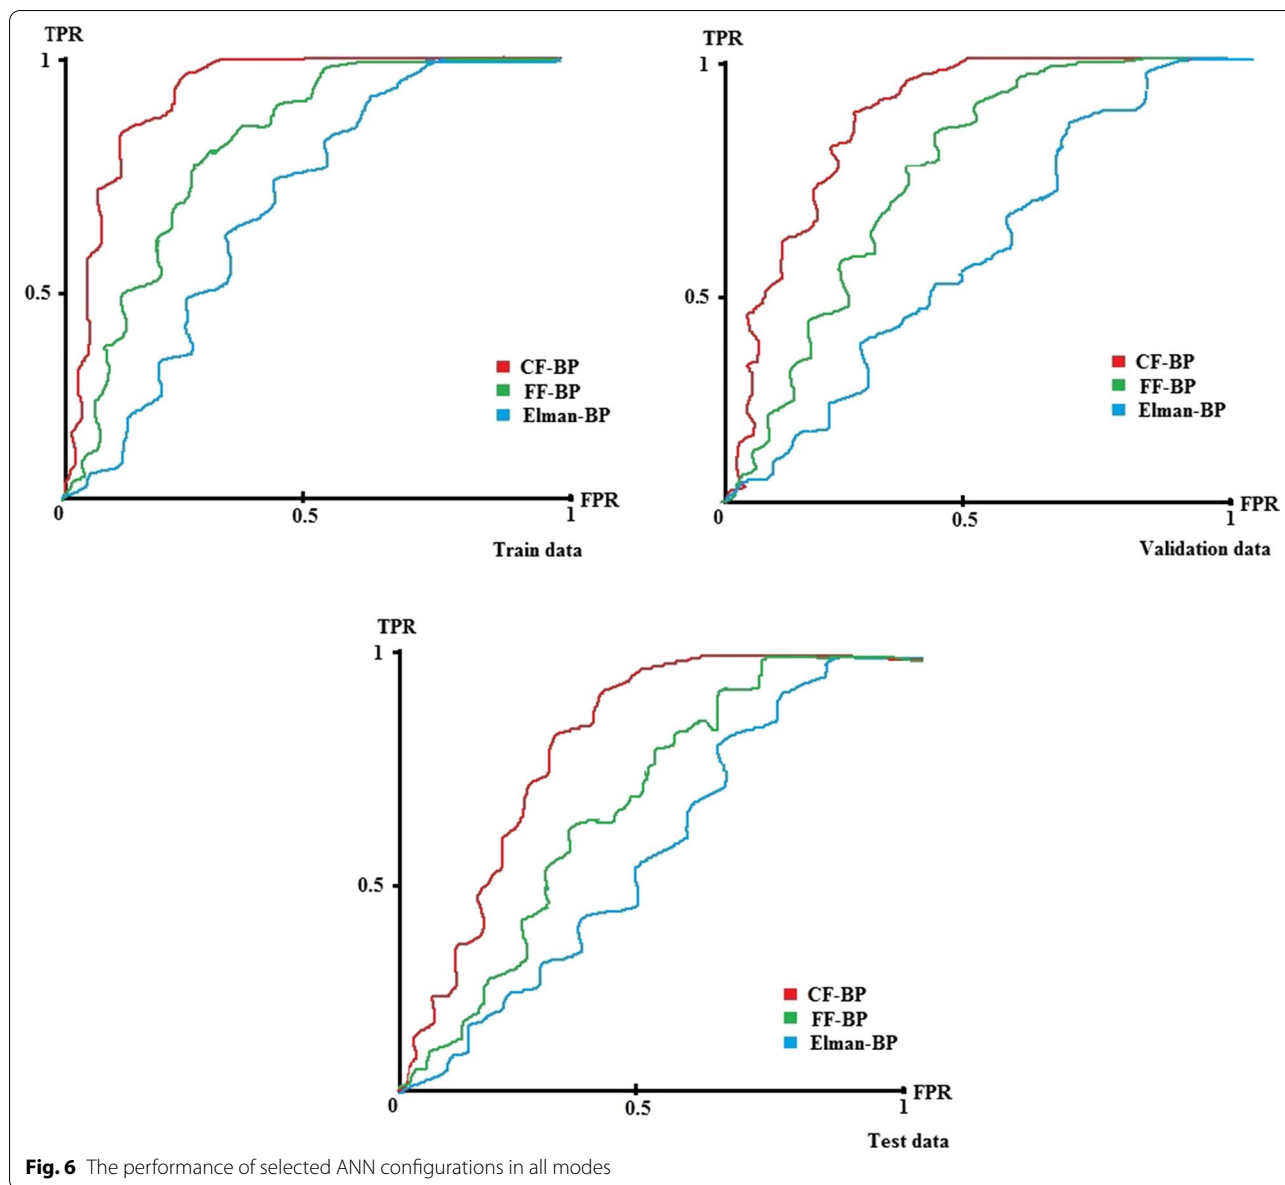 TPR
1
0.5
CF-BP
FF-BP
Elman-BP
0
0.5
1
FPR
Train data
TPR
1
0.5
CF-BP
FF-BP
Elman-BP
0
0.5
1
FPR
Validation data
TPR
1
0.5
CF-BP
FF-BP
Elman-BP
0
0.5
1
FPR
Test data
Fig. 6 The performance of selected ANN configurations in all modes